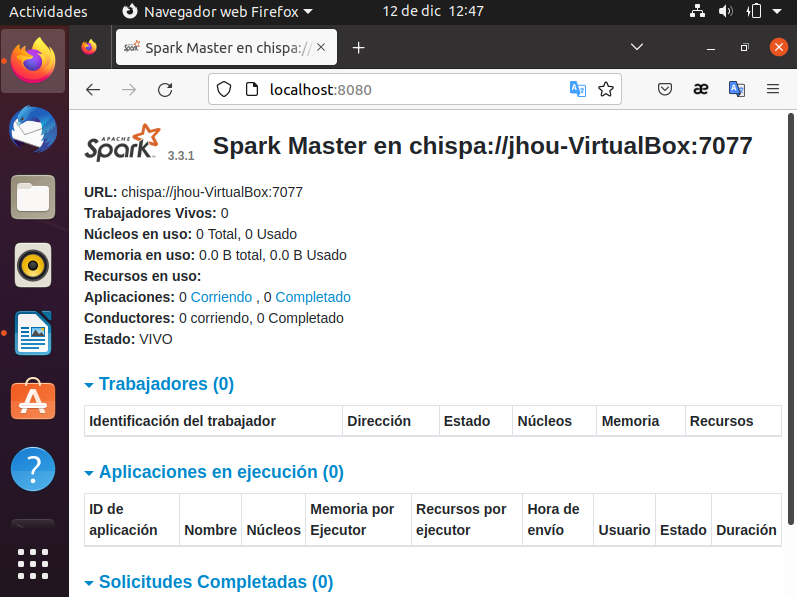 Actividades Navegador web Firefox 12 de dic 12:47
Spark Master en chispa://
localhost:8080
APACHE
Spark 3.3.1 Spark Master en chispa://jhou-VirtualBox:7077
URL: chispa://jhou-VirtualBox:7077
Trabajadores Vivos: 0
Núcleos en uso: 0 Total, 0 Usado
Memoria en uso: 0.0 B total, 0.0 B Usado
Recursos en uso:
Aplicaciones: 0 Corriendo , 0 Completado
Conductores: 0 corriendo, 0 Completado
Estado: VIVO
Trabajadores (0)
Identificación del trabajador Dirección Estado Núcleos Memoria Recursos
Aplicaciones en ejecución (0)
ID de aplicación Nombre Núcleos Memoria por Ejecutor Recursos por ejecutor Hora de envío Usuario Estado Duración
Solicitudes Completadas (0)